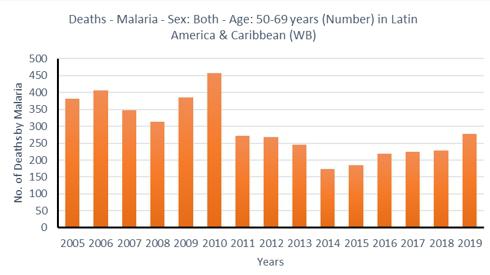 Deaths - Malaria - Sex: Both - Age: 50-69 years (Number) in Latin
America & Caribbean (WB)
No. of Deaths by Malaria
500
450
400
350
300
250
200
150
100
50
0
2005 2006 2007 2008 2009 2010 2011 2012 2013 2014 2015 2016 2017 2018 2019
Years